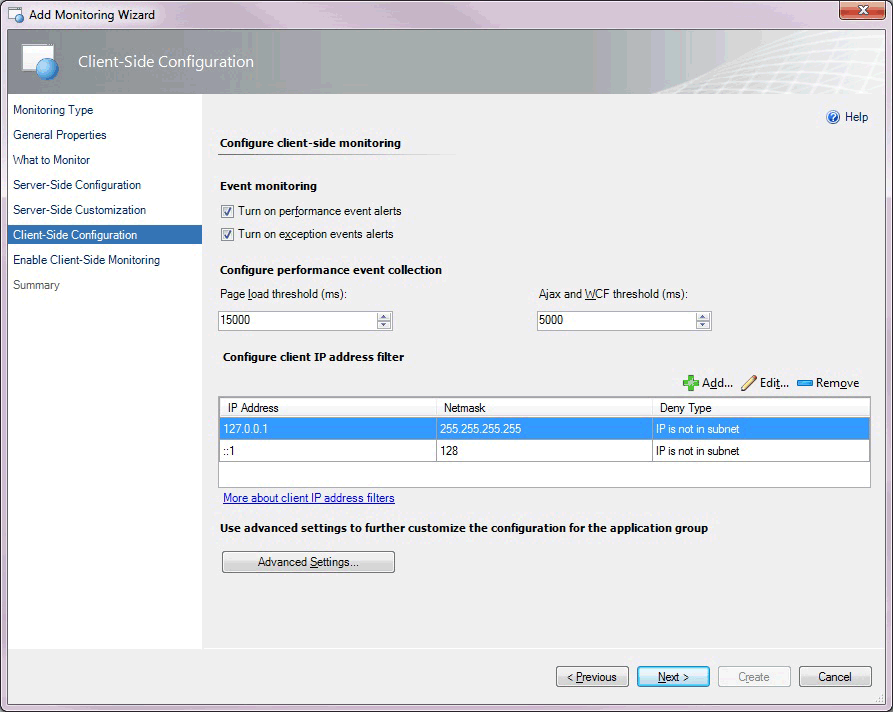 Add Monitoring Wizard
Client-Side Configuration
Monitoring Type
General Properties
What to Monitor
Server-Side Configuration
Server-Side Customization
Client-Side Configuration
Enable Client-Side Monitoring
Summary
Help
Configure client-side monitoring
Event monitoring
Turn on performance event alerts
Turn on exception events alerts
Configure performance event collection
Page load threshold (ms): Ajax and WCF threshold (ms):
15000 5000
Configure client IP address filter
Add... Edit... Remove
IP Address Netmask Deny Type
127.0.0.1 255.255.255.255 IP is not in subnet
::1 128 IP is not in subnet
More about client IP address filters
Use advanced settings to further customize the configuration for the application group
Advanced Settings...
< Previous Next > Create Cancel